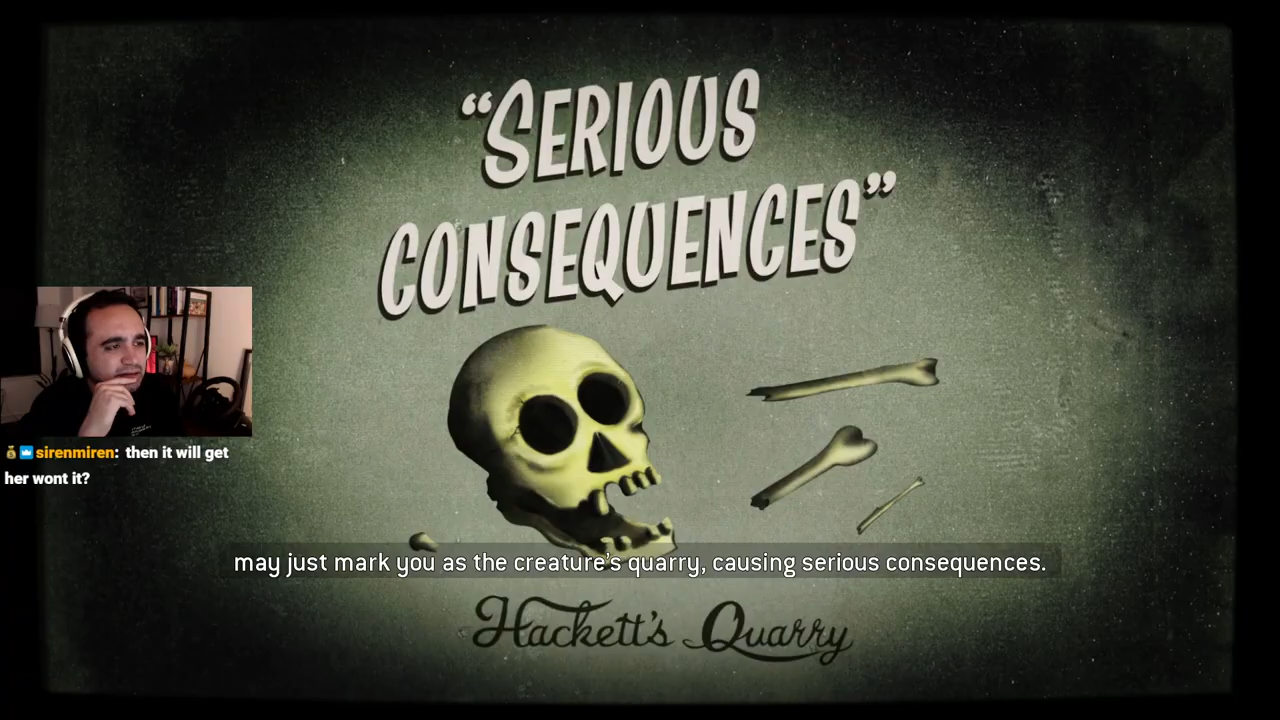 “SERIOUS
CONSEQUENCES”
sirenmiren: then it will get
her wont it?
may just mark you as the creature's quarry, causing serious consequences.
Hackett's Quarry